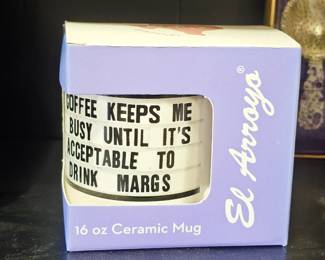 COFFEE KEEPS ME
BUSY UNTIL IT'S
ACCEPTABLE TO
DRINK MARGS
16 oz Ceramic Mug
El Arroyo®